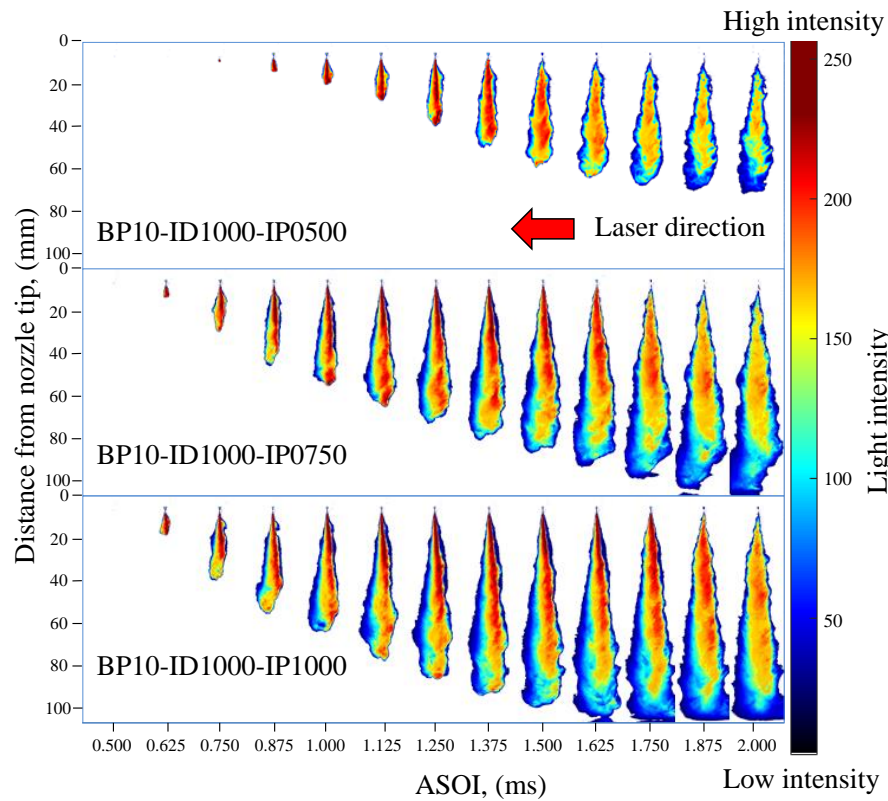 High intensity
0
20
40
60
80
100
BP10-ID1000-IP0500
Laser direction
0
20
40
60
80
100
BP10-ID1000-IP0750
0
20
40
60
80
100
BP10-ID1000-IP1000
Distance from nozzle tip, (mm)
0.500 0.625 0.750 0.875 1.000 1.125 1.250 1.375 1.500 1.625 1.750 1.875 2.000
ASOI, (ms)
250
200
150
100
50
Light intensity
Low intensity